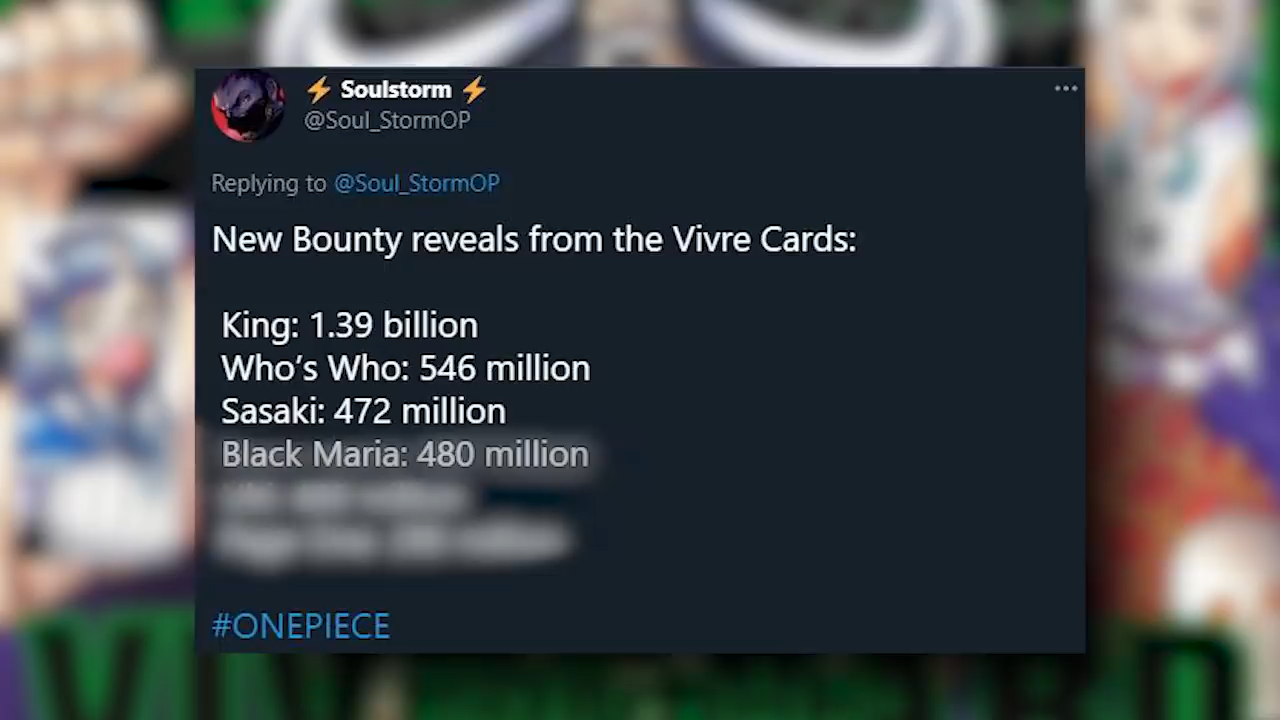 ⚡ Soulstorm ⚡
@Soul_StormOP
Replying to @Soul_StormOP
New Bounty reveals from the Vivre Cards:
King: 1.39 billion
Who's Who: 546 million
Sasaki: 472 million
Black Maria: 480 million
#ONEPIECE